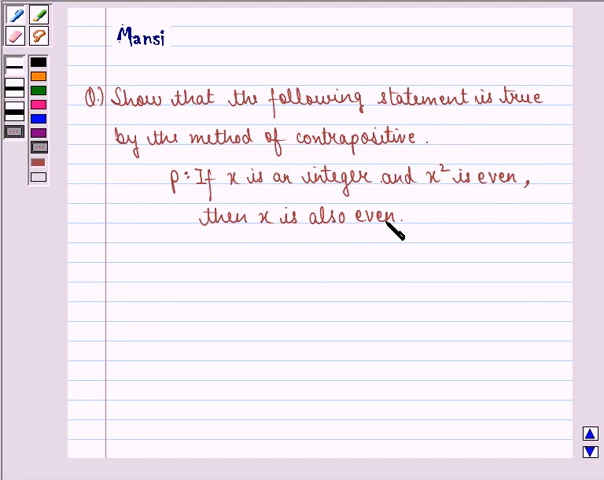 Mansi
Q.) Show that the following statement is true
by the method of contrapositive.
p: If x is an integer and x² is even,
then x is also even.